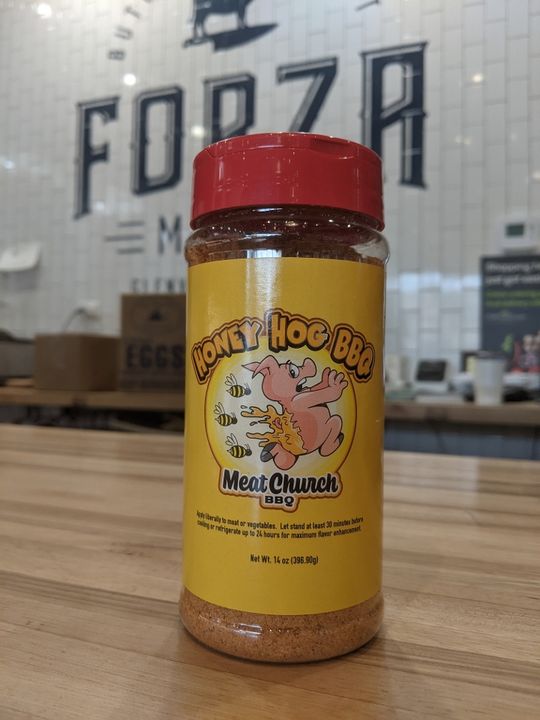 FORZA
HONEY HOG BBQ
Meat Church
BBQ
Apply liberally to meat or vegetables. Let stand at least 30 minutes before
cooking or refrigerate up to 24 hours for maximum flavor enhancement.
Net Wt. 14 oz (396.90g)
EGGS